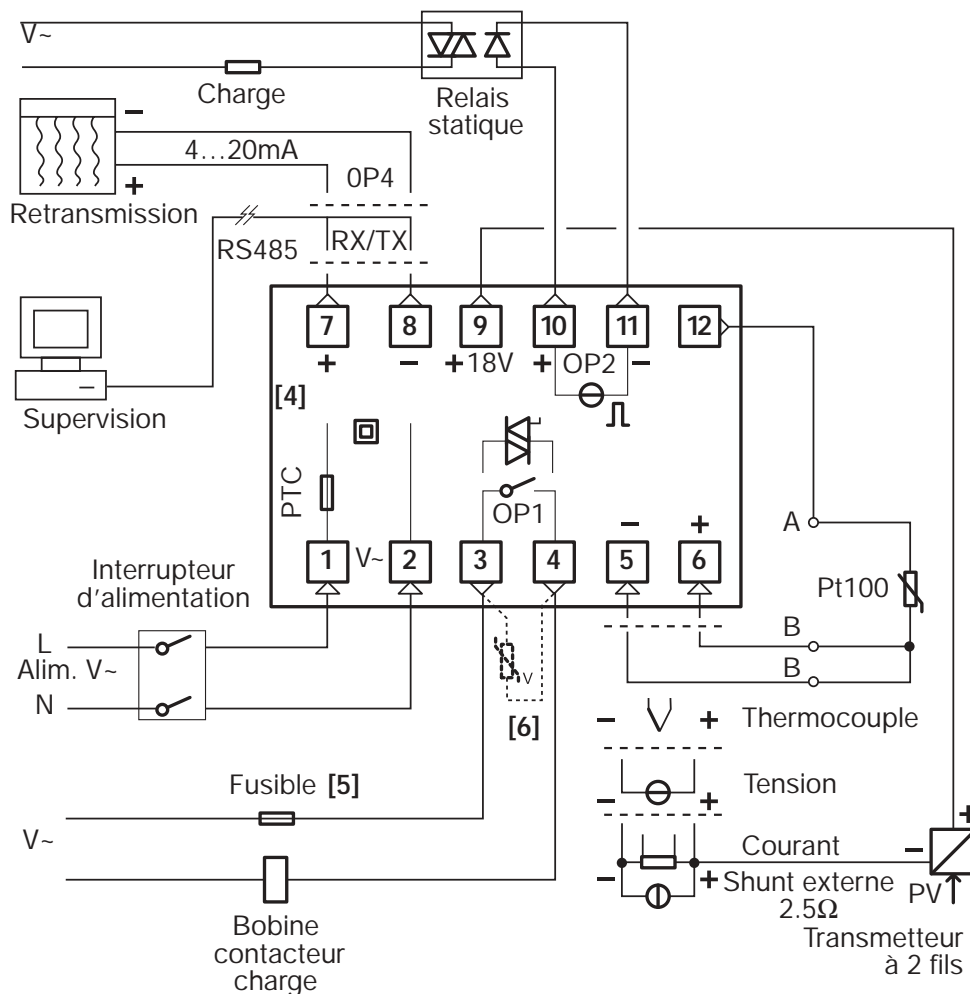 V~
Charge
Relais
statique
−
4...20mA
+
Retransmission
0P4
RS485
RX/TX
Supervision
7
8
9
10
11
12
+
−
+18V
+
OP2
−
[4]
PTC
OP1
−
+
1
V~
2
3
4
5
6
Interrupteur
d'alimentation
L
Alim. V~
N
A
Pt100
B
B
V
[6]
−
+
Thermocouple
Tension
−
+
Fusible [5]
V~
Courant
−
+
Shunt externe
2.5Ω
+
−
PV
Transmetteur
à 2 fils
Bobine
contacteur
charge